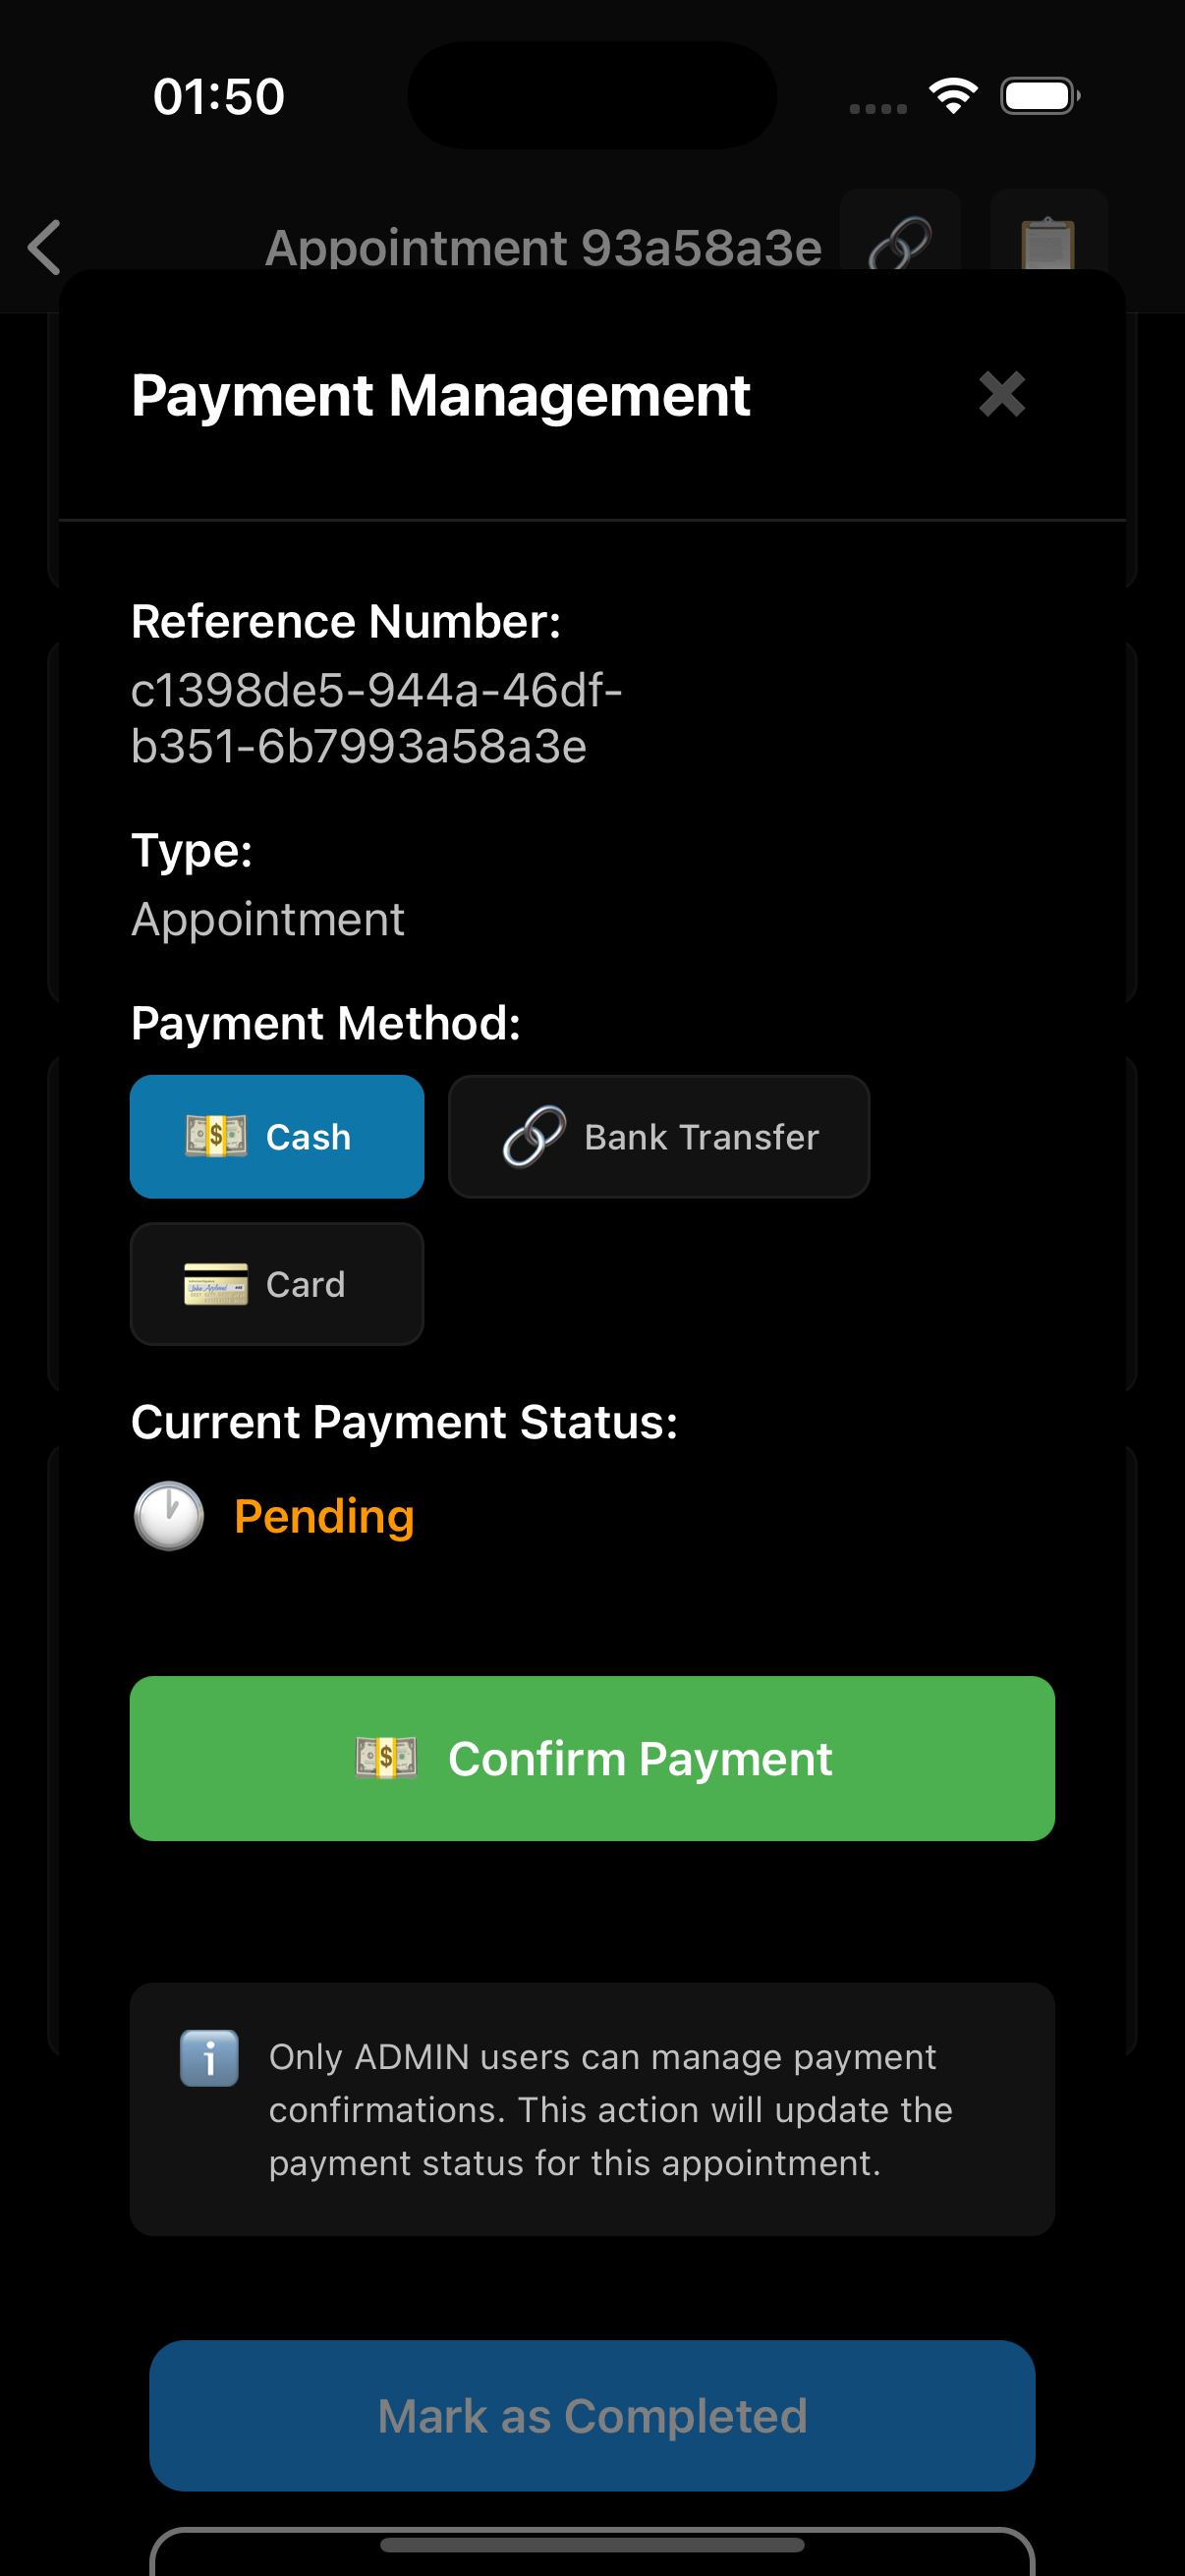 01:50
Appointment 93a58a3e
Payment Management
Reference Number:
c1398de5-944a-46df-
b351-6b7993a58a3e
Type:
Appointment
Payment Method:
Cash
Bank Transfer
Card
Current Payment Status:
Pending
Confirm Payment
Only ADMIN users can manage payment
confirmations. This action will update the
payment status for this appointment.
Mark as Completed